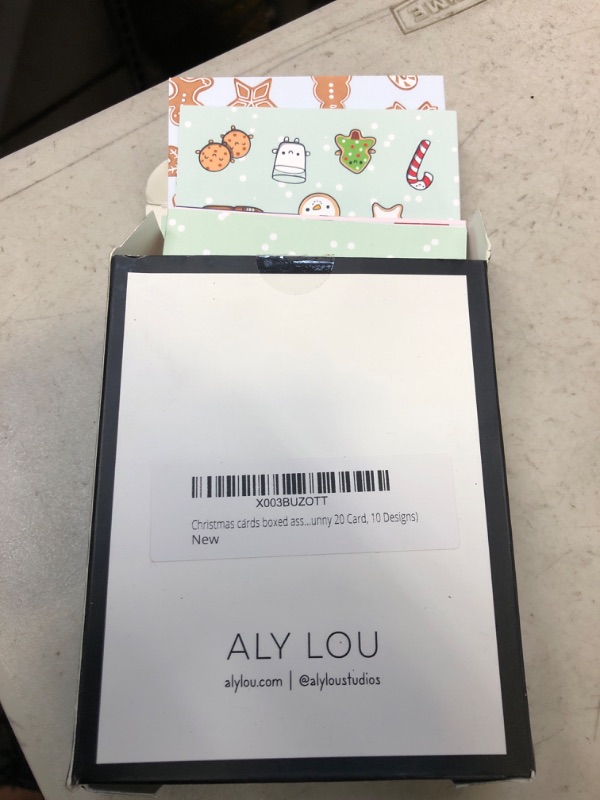 X003BUZOTT
Christmas cards boxed ass...unny 20 Card, 10 Designs)
New
ALY LOU
alylou.com | @alyloustudios